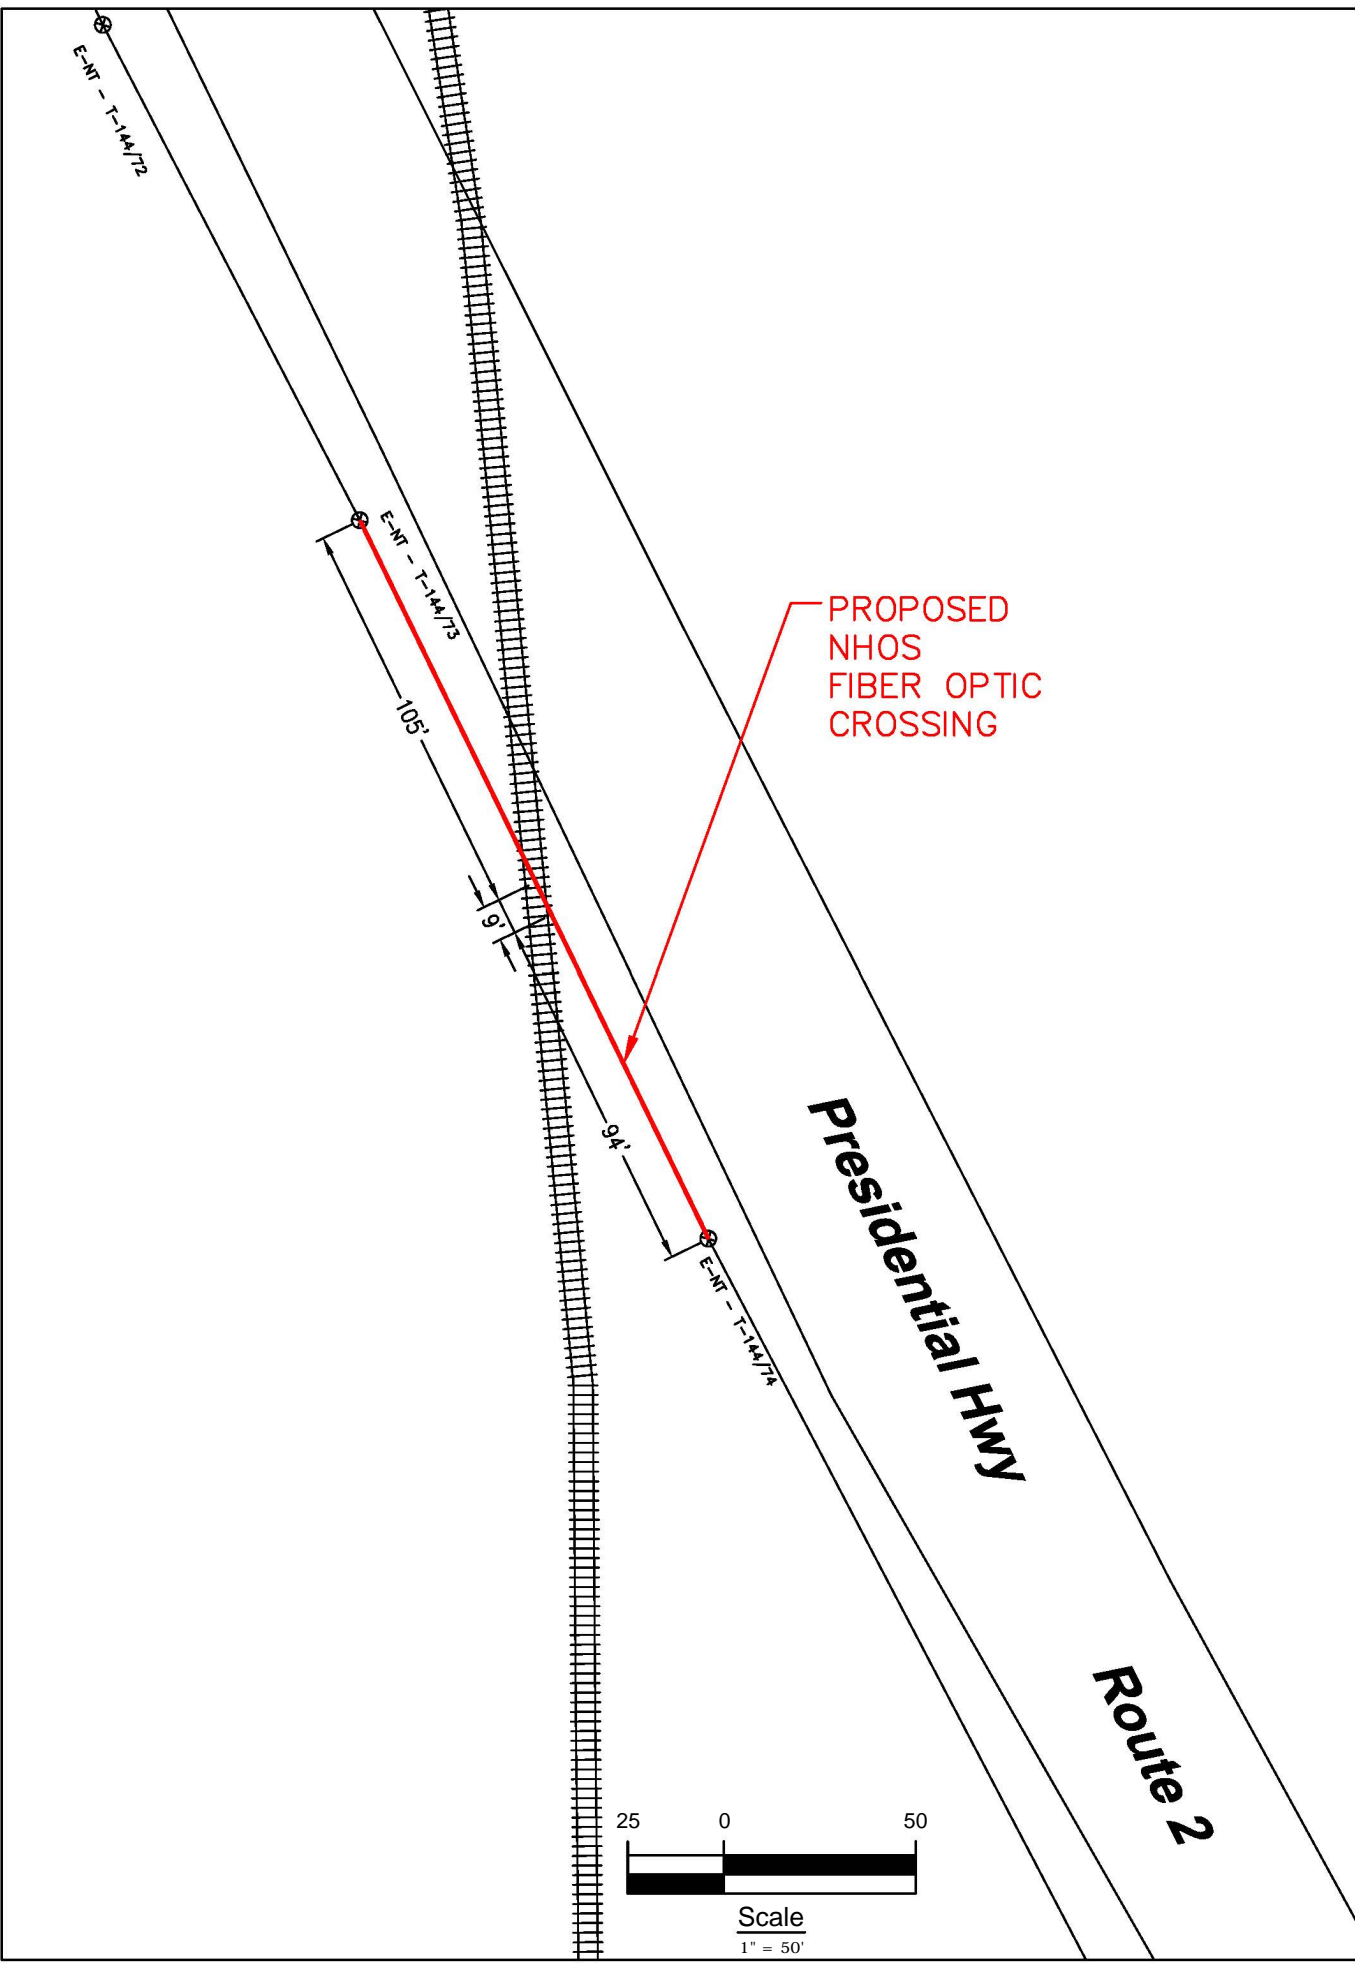 E-NT - T-144/72
E-NT - T-144/73
PROPOSED
NHOS
FIBER OPTIC
CROSSING
105'
9'
94'
Presidential Hwy
E-NT - T-144/74
Route 2
25 0 50
Scale
1" = 50'